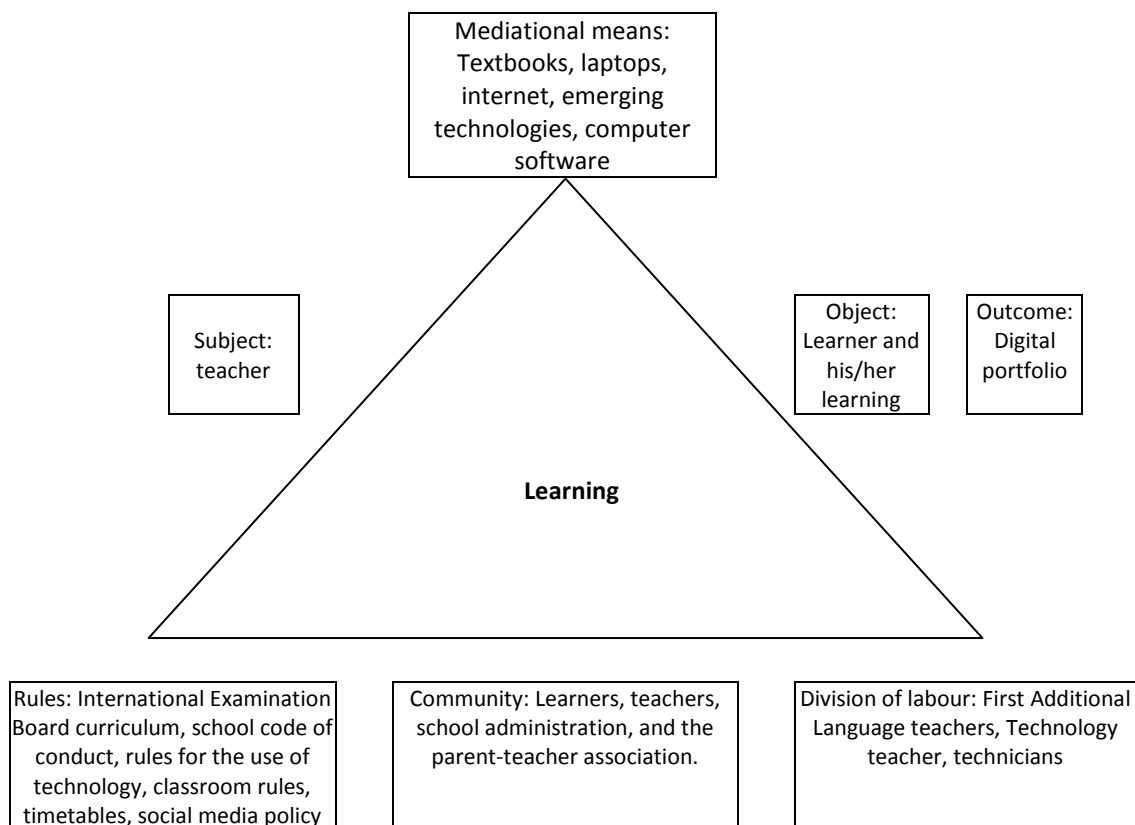 Mediational means:
Textbooks, laptops,
internet, emerging
technologies, computer
software
Subject:
teacher
Object:
Learner and
his/her
learning
Outcome:
Digital
portfolio
Learning
Rules: International Examination
Board curriculum, school code of
conduct, rules for the use of
technology, classroom rules,
timetables, social media policy
Community: Learners, teachers,
school administration, and the
parent-teacher association.
Division of labour: First Additional
Language teachers, Technology
teacher, technicians